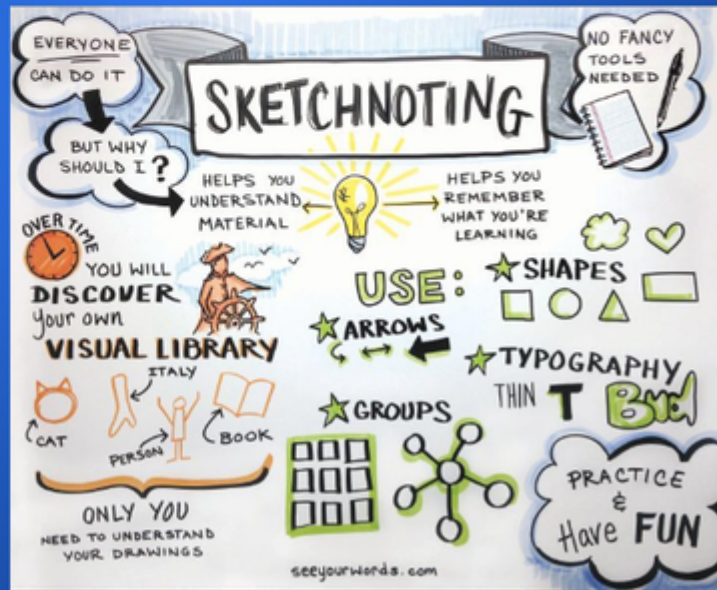 EVERYONE
CAN DO IT
SKETCHNOTING
NO FANCY
TOOLS
NEEDED
BUT WHY
SHOULD I?
HELPS YOU
UNDERSTAND
MATERIAL
HELPS YOU
REMEMBER
WHAT YOU'RE
LEARNING
OVER TIME
YOU WILL
DISCOVER
your own
VISUAL LIBRARY
CAT
ITALY
PERSON
BOOK
ONLY YOU
NEED TO UNDERSTAND
YOUR DRAWINGS
USE:
SHAPES
ARROWS
TYPOGRAPHY
THIN T
GROUPS
PRACTICE
&
Have FUN
seeyourwords.com